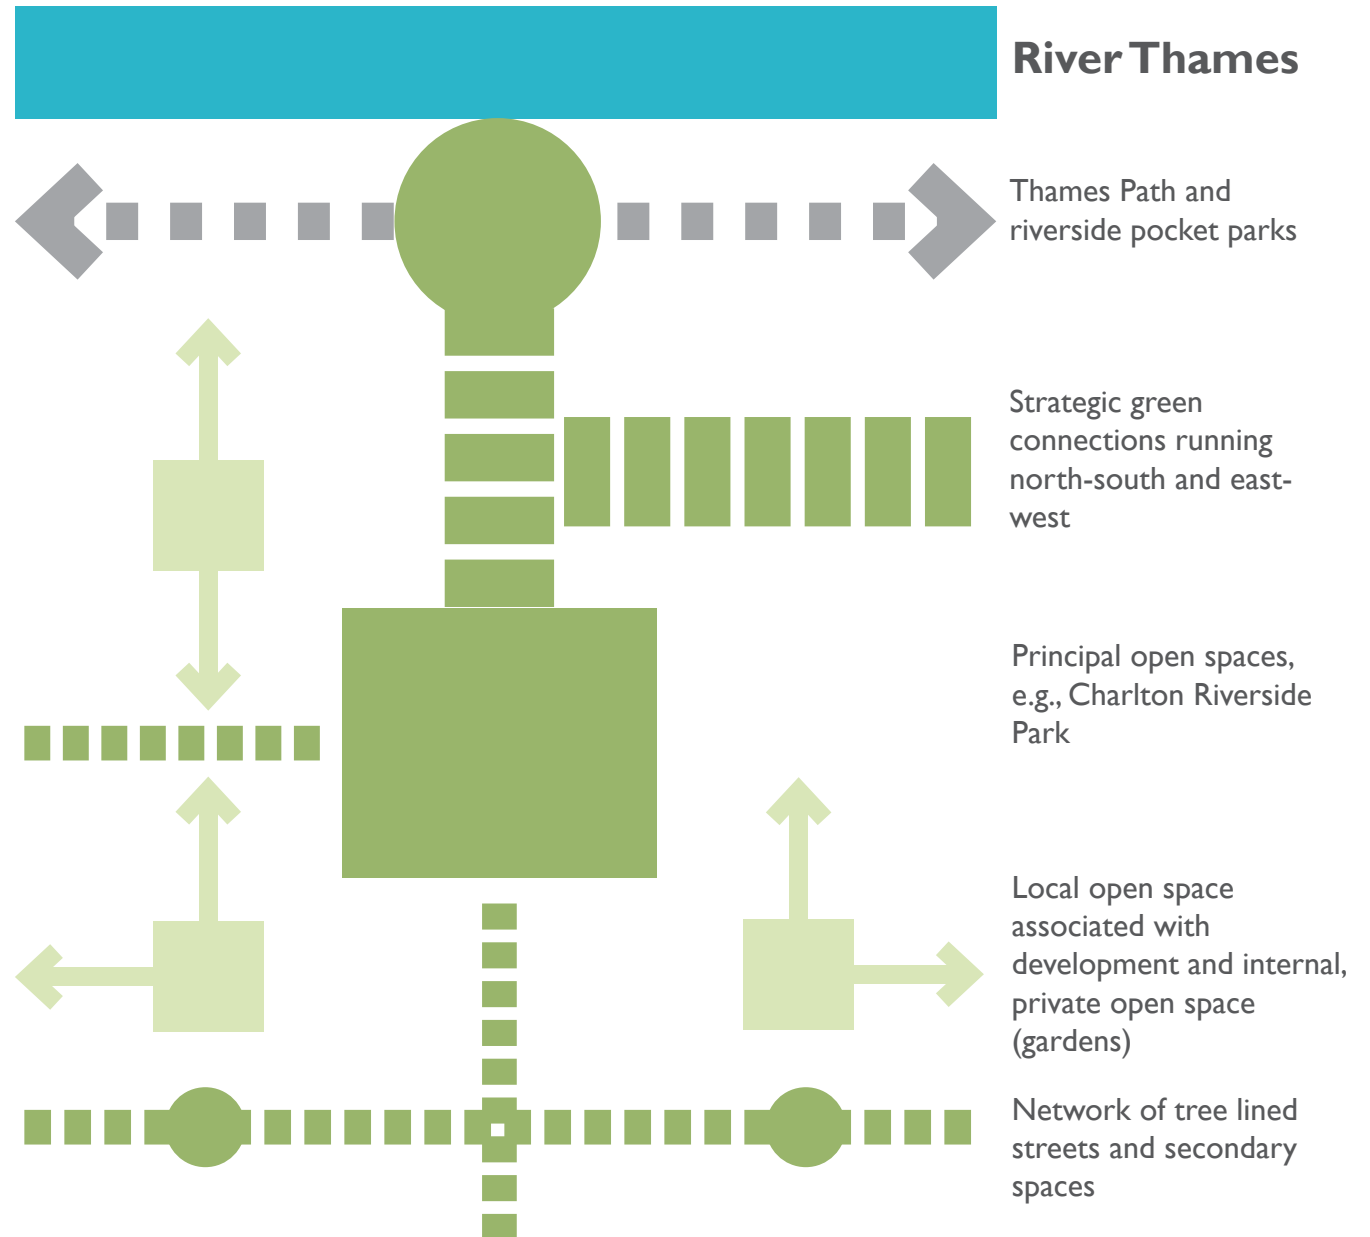 River Thames
Thames Path and
riverside pocket parks
Strategic green
connections running
north-south and east-
west
Principal open spaces,
e.g., Charlton Riverside
Park
Local open space
associated with
development and internal,
private open space
(gardens)
Network of tree lined
streets and secondary
spaces